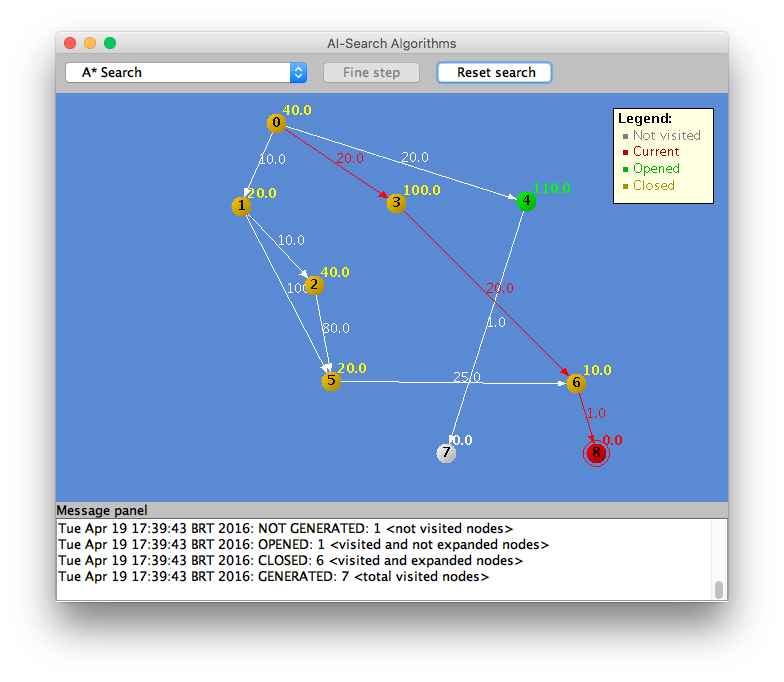 AI-Search Algorithms
A* Search
Fine step
Reset search
40.0
0
Legend:
Not visited
Current
Opened
Closed
10.0
20.0
20.0
20.0
1
100.0
3
110.0
4
10.0
40.0
2
100
20.0
80.0
1.0
20.0
5
25.0
10.0
6
1.0
0.0
7
0.0
8
Message panel
Tue Apr 19 17:39:43 BRT 2016: NOT GENERATED: 1 <not visited nodes>
Tue Apr 19 17:39:43 BRT 2016: OPENED: 1 <visited and not expanded nodes>
Tue Apr 19 17:39:43 BRT 2016: CLOSED: 6 <visited and expanded nodes>
Tue Apr 19 17:39:43 BRT 2016: GENERATED: 7 <total visited nodes>